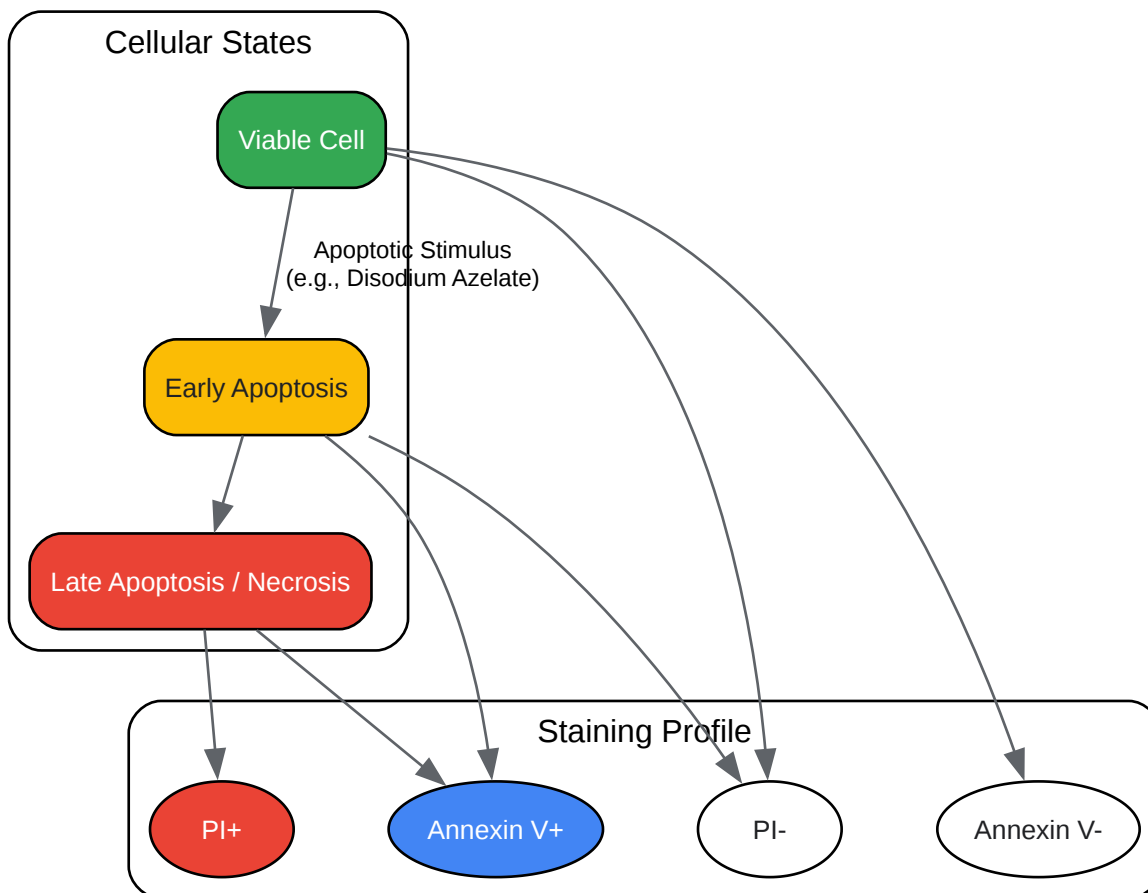 Cellular States
Viable Cell
Apoptotic Stimulus
(e.g., Disodium Azelate)
Early Apoptosis
Late Apoptosis / Necrosis
Staining Profile
PI+
Annexin V+
PI-
Annexin V-